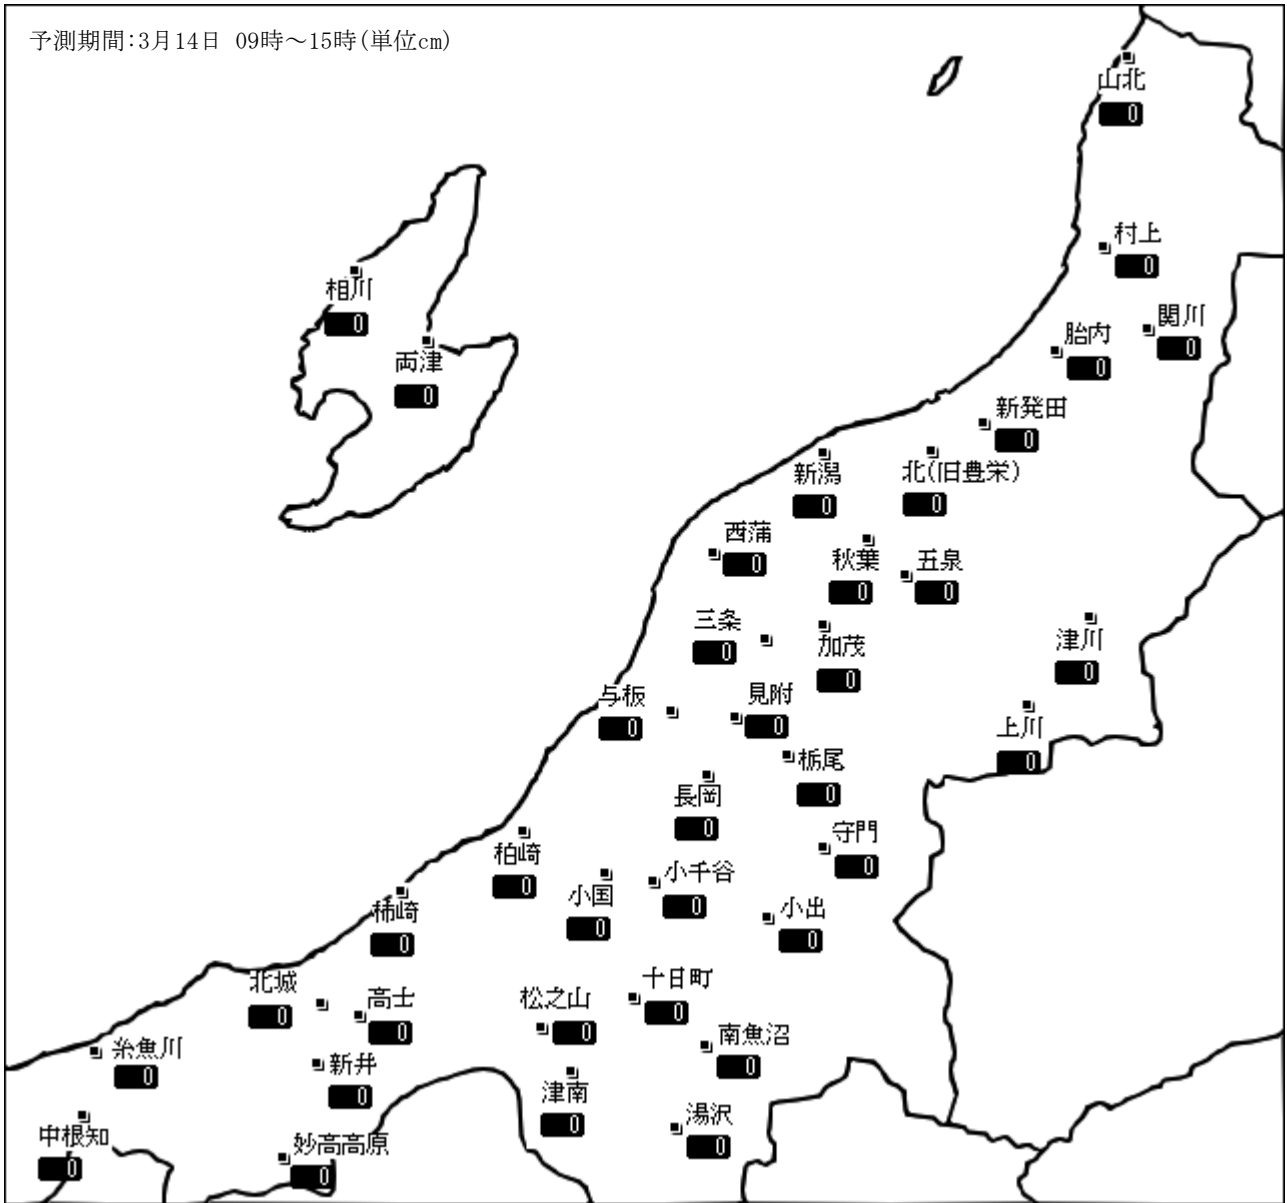 予測期間:3月14日 09時～15時(単位cm)
山北
0
村上
0
相川
0
関川
0
胎内
0
両津
0
新発田
0
新潟
0
北(旧豊栄)
0
西蒲
0
秋葉
0
五泉
0
三条
0
加茂
0
津川
0
与板
0
見附
0
上川
0
栃尾
0
長岡
0
守門
0
柏崎
0
小千谷
0
小国
0
小出
0
柿崎
0
北城
0
高士
0
松之山
0
十日町
0
南魚沼
0
糸魚川
0
新井
0
津南
0
湯沢
0
中根知
0
妙高高原
0